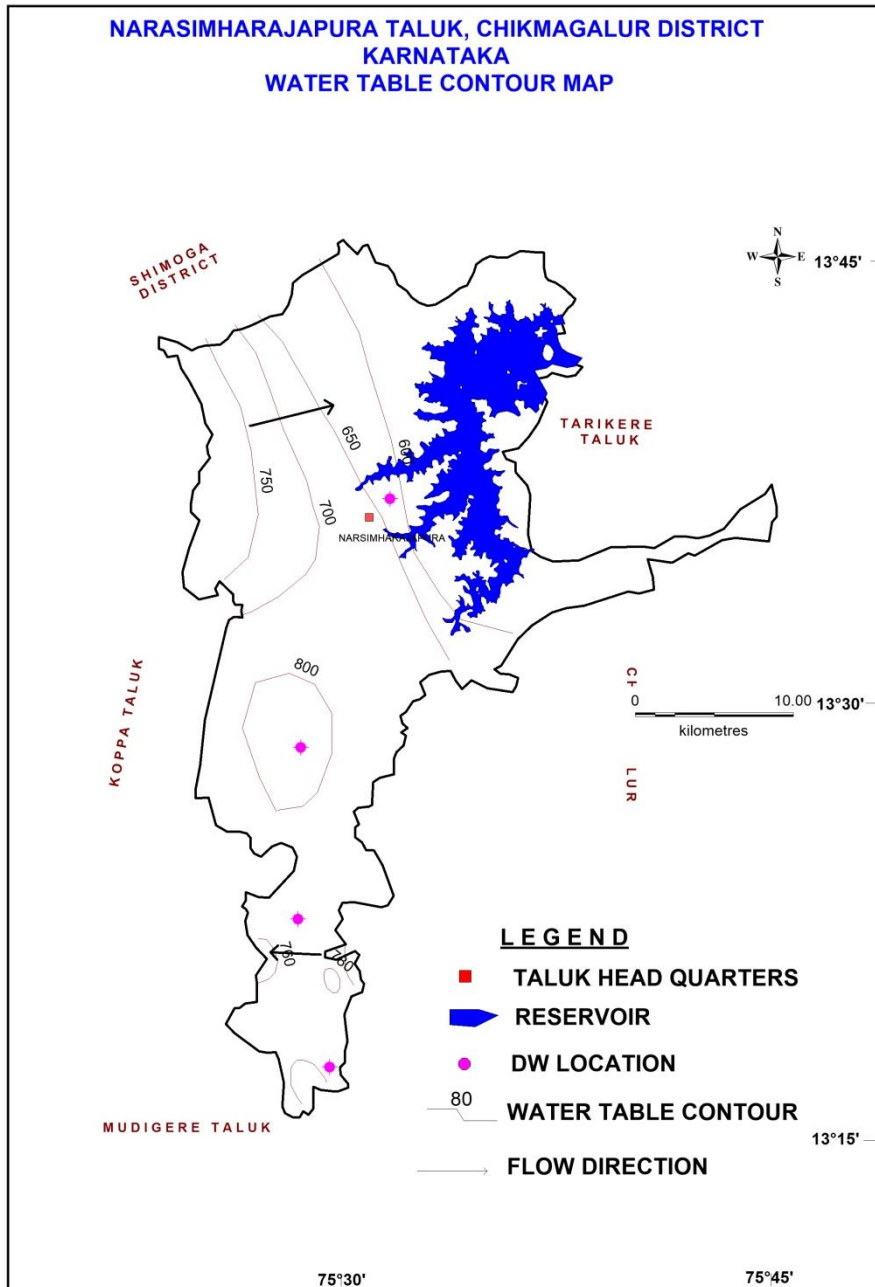 NARASIMHARAJAPURA TALUK, CHIKMAGALUR DISTRICT
KARNATAKA
WATER TABLE CONTOUR MAP
SHIMOGA
DISTRICT
N
W E
S
13°45'
650
600
TARIKERE
TALUK
750
700
NARSIMHARAJAPURA
KOPPA TALUK
800
0 10.00
kilometres
13°30'
LUR
LEGEND
TALUK HEAD QUARTERS
RESERVOIR
DW LOCATION
80
WATER TABLE CONTOUR
FLOW DIRECTION
MUDIGERE TALUK
13°15'
75°30'
75°45'